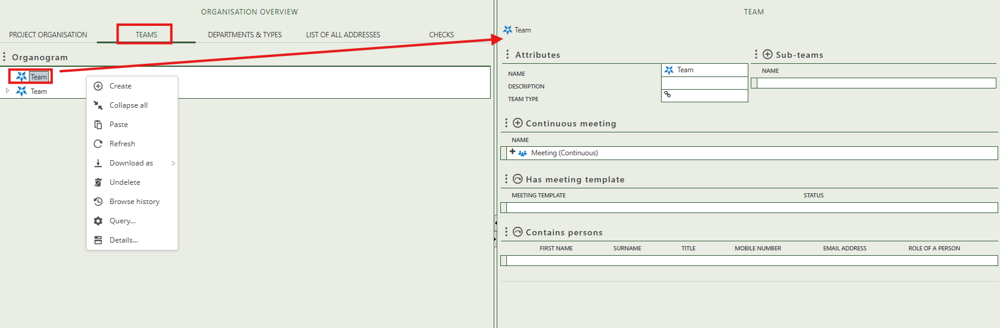 ORGANISATION OVERVIEW
PROJECT ORGANISATION
TEAMS
DEPARTMENTS & TYPES
LIST OF ALL ADDRESSES
CHECKS
Organogram
Team
Team
Create
Collapse all
Paste
Refresh
Download as
Undelete
Browse history
Query...
Details...
TEAM
Team
Attributes
NAME
Team
DESCRIPTION
TEAM TYPE
Sub-teams
NAME
Continuous meeting
NAME
Meeting (Continuous)
Has meeting template
MEETING TEMPLATE
STATUS
Contains persons
FIRST NAME
SURNAME
TITLE
MOBILE NUMBER
EMAIL ADDRESS
ROLE OF A PERSON